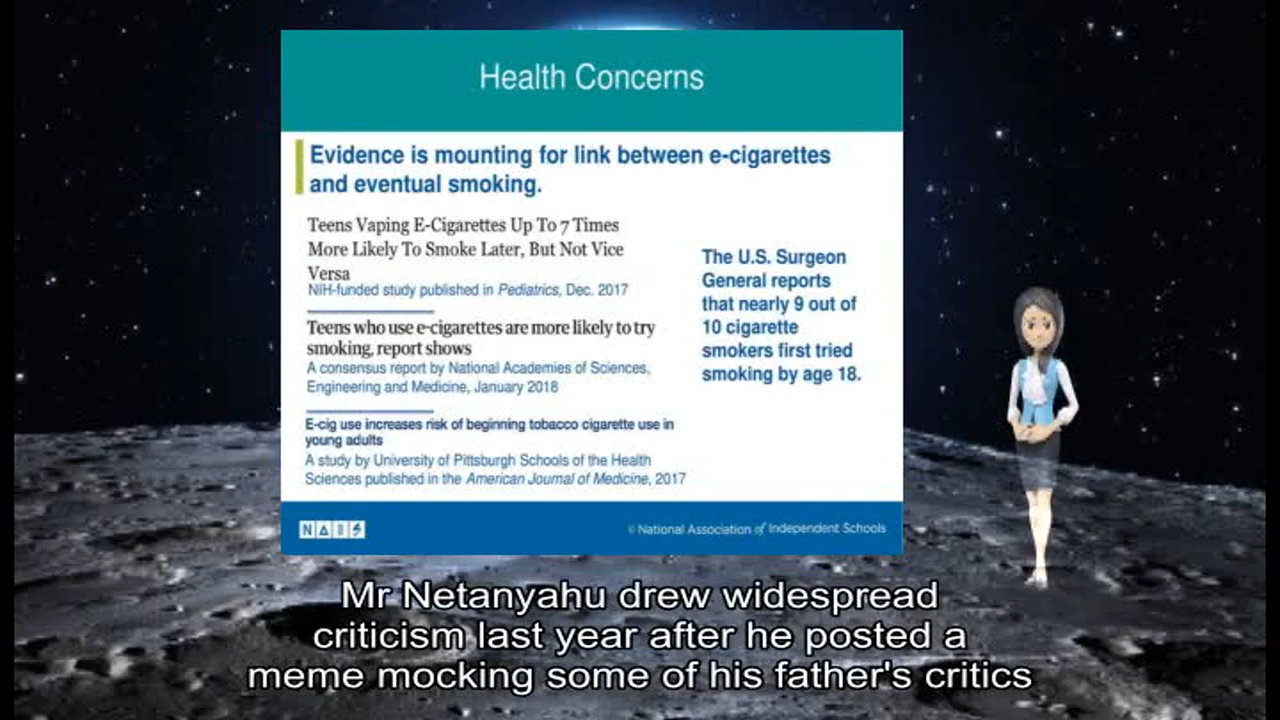 Health Concerns
Evidence is mounting for link between e-cigarettes
and eventual smoking.
Teens Vaping E-Cigarettes Up To 7 Times
More Likely To Smoke Later, But Not Vice
Versa
NIH-funded study published in Pediatrics, Dec. 2017
Teens who use e-cigarettes are more likely to try
smoking, report shows
A consensus report by National Academies of Sciences,
Engineering and Medicine, January 2018
E-cig use increases risk of beginning tobacco cigarette use in
young adults
A study by University of Pittsburgh Schools of the Health
Sciences published in the American Journal of Medicine, 2017
The U.S. Surgeon
General reports
that nearly 9 out of
10 cigarette
smokers first tried
smoking by age 18.
NAIS
© National Association of Independent Schools
Mr Netanyahu drew widespread
criticism last year after he posted a
meme mocking some of his father's critics